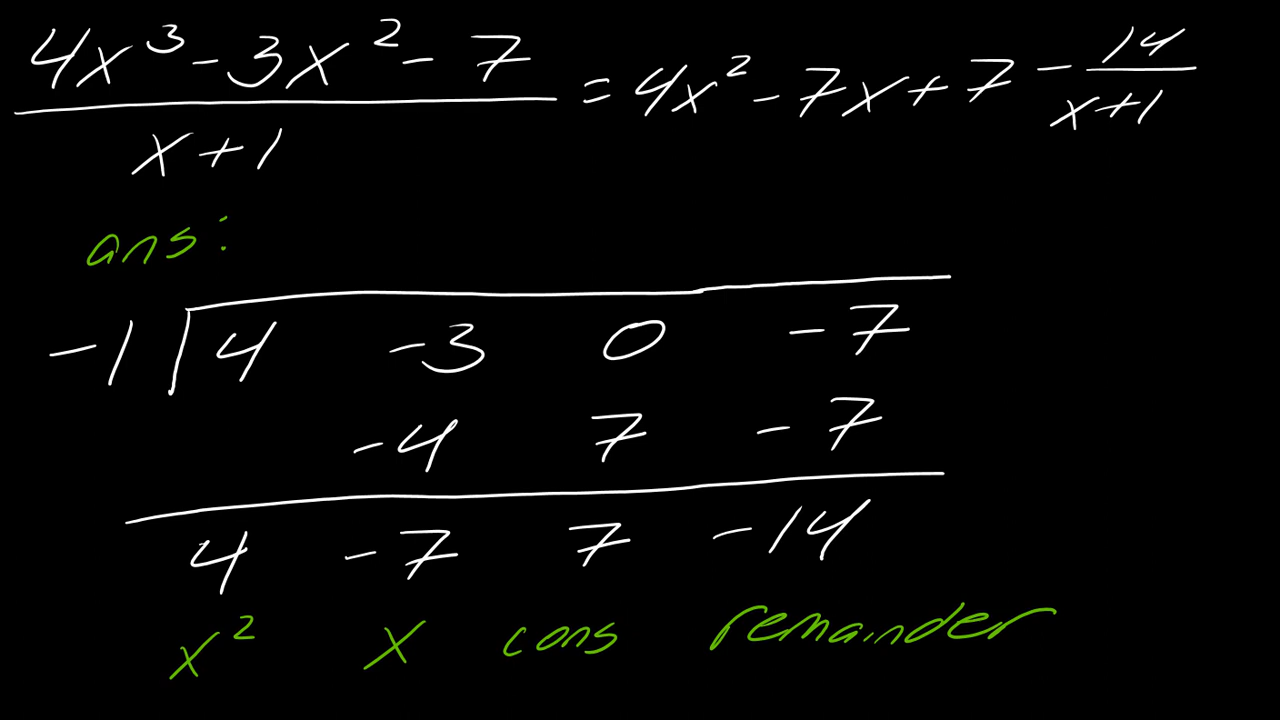 4x³ - 3x² - 7 / x + 1 = 4x² - 7x + 7 - 14 / x+1
ans:
-1 4 -3 0 -7
-4 7 -7
4 -7 7 -14
x² x cons remainder